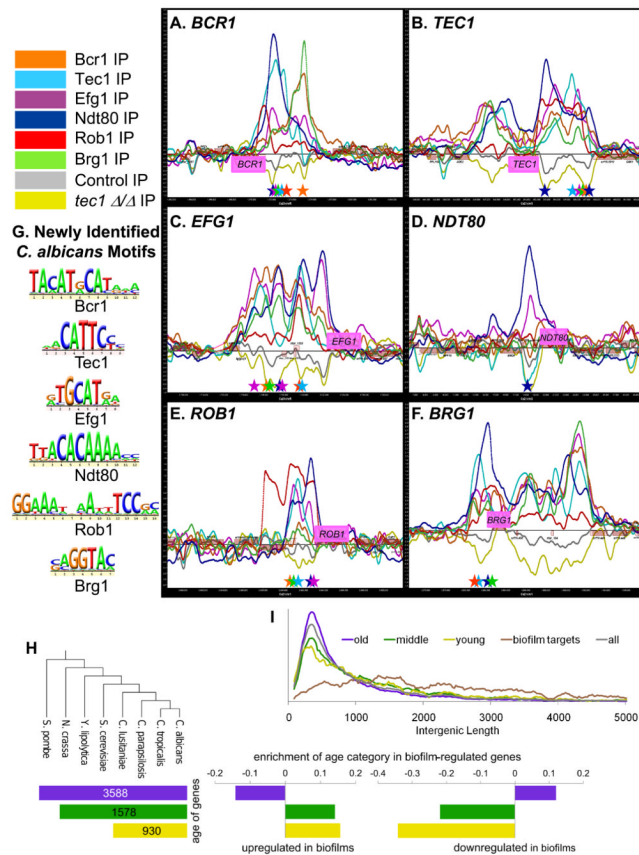 Bcr1 IP
Tec1 IP
Efg1 IP
Ndt80 IP
Rob1 IP
Brg1 IP
Control IP
tec1 Δ/Δ IP
G. Newly Identified
C. albicans Motifs
Bcr1
Tec1
Efg1
Ndt80
Rob1
Brg1
A. BCR1
BCR1
B. TEC1
TEC1
C. EFG1
EFG1
D. NDT80
NDT80
E. ROB1
ROB1
F. BRG1
BRG1
H
S. pombe
N. crassa
Y. lipolytica
S. cerevisiae
C. lusitaniae
C. parapsilosis
C. tropicalis
C. albicans
3588
1578
930
age of genes
I
old
middle
young
biofilm targets
all
0 1000 2000 3000 4000 5000
Intergenic Length
enrichment of age category in biofilm-regulated genes
-0.2 -0.1 0 0.1 0.2
upregulated in biofilms
-0.4 -0.3 -0.2 -0.1 0 0.1 0.2
downregulated in biofilms